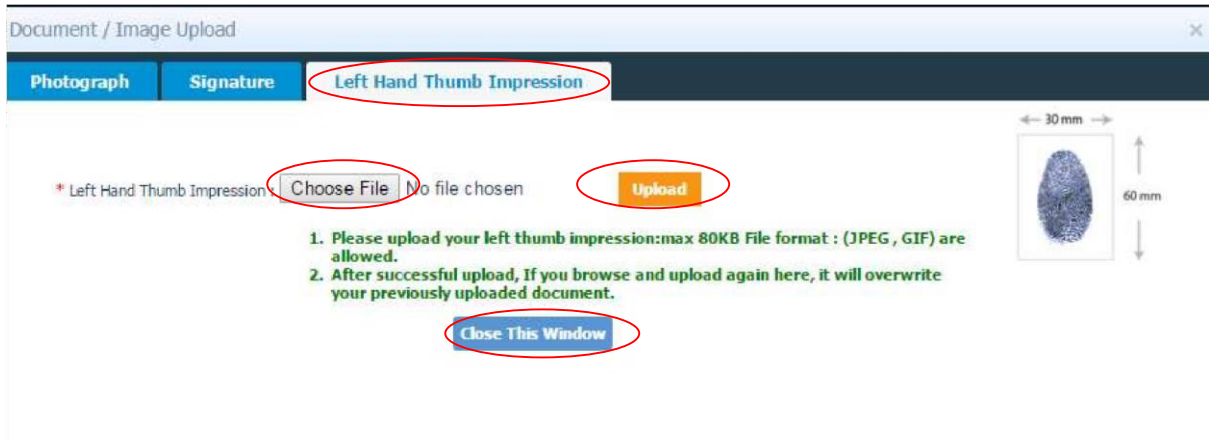 Document / Image Upload ×
Photograph Signature Left Hand Thumb Impression
30 mm
* Left Hand Thumb Impression : Choose File No file chosen Upload
60 mm
1. Please upload your left thumb impression:max 80KB File format : (JPEG , GIF) are
allowed.
2. After successful upload, If you browse and upload again here, it will overwrite
your previously uploaded document.
Close This Window